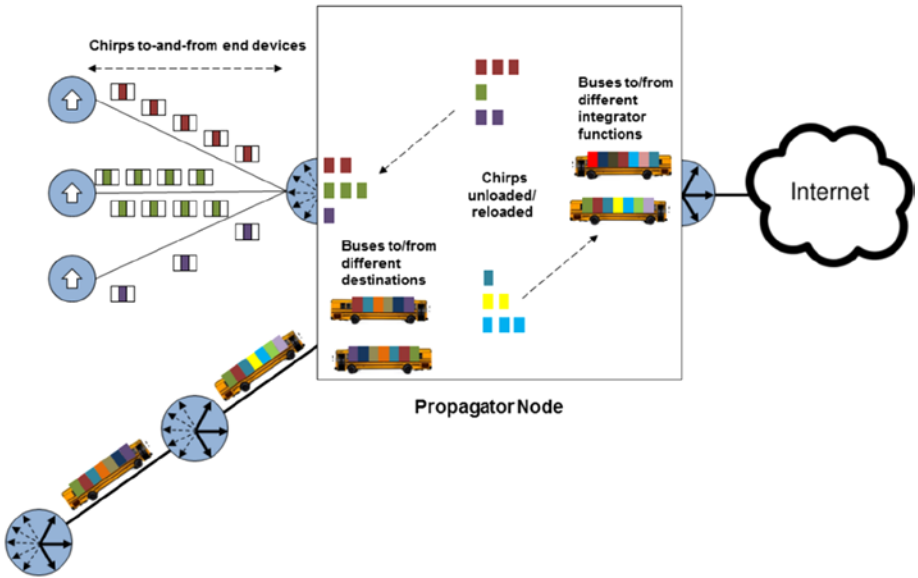 Chirps to-and-from end devices
Buses to/from
different
integrator
functions
Chirps
unloaded/
reloaded
Internet
Buses to/from
different
destinations
Propagator Node